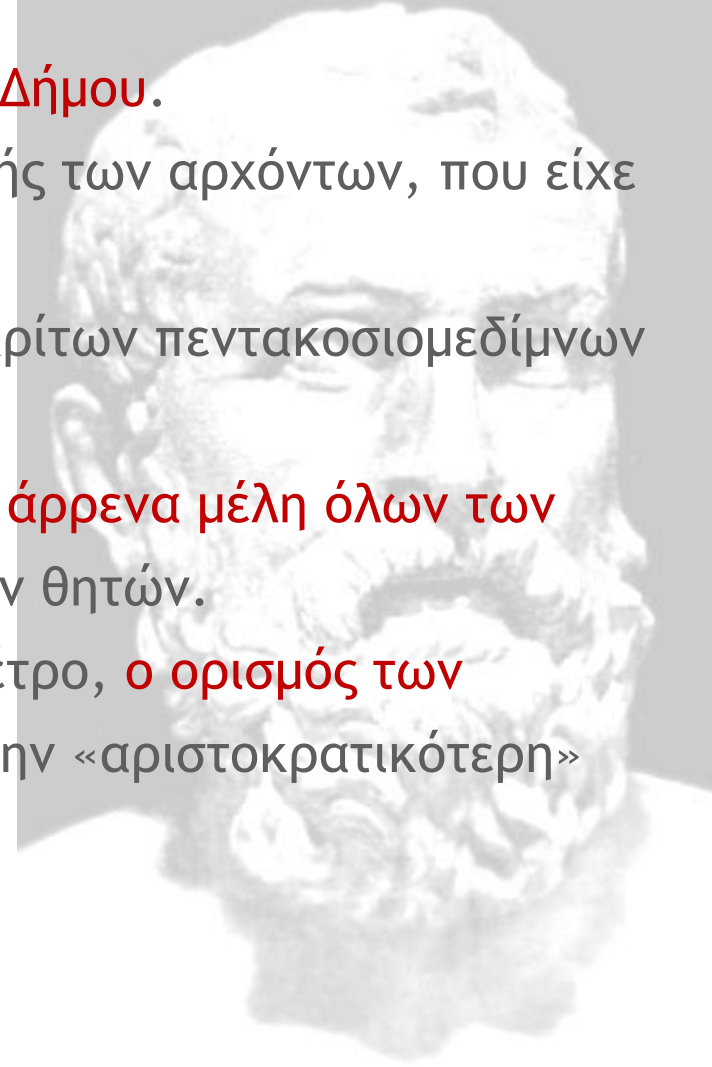 Δήμου.
ής των αρχόντων, που είχε
ρίτων πεντακοσιομεδίμνων
άρρενα μέλη όλων των
ν θητών.
έτρο, ο ορισμός των
ην «αριστοκρατικότερη»